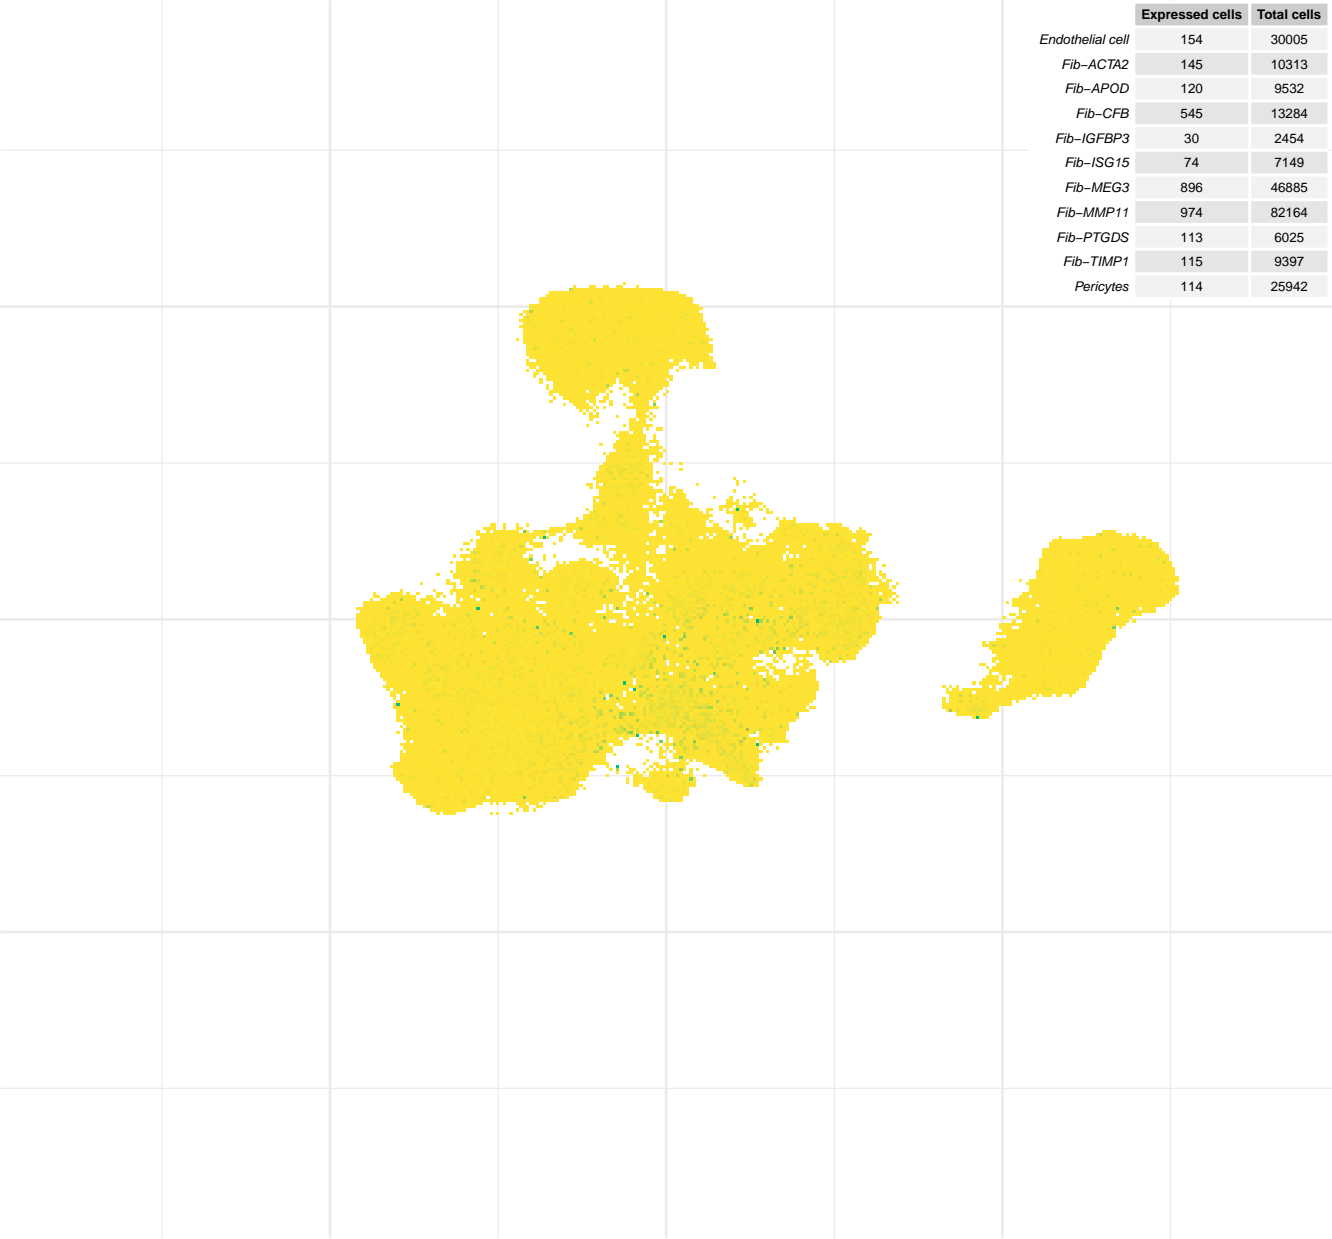 Expressed cells Total cells
Endothelial cell 154 30005
Fib−ACTA2 145 10313
Fib−APOD 120 9532
Fib−CFB 545 13284
Fib−IGFBP3 30 2454
Fib−ISG15 74 7149
Fib−MEG3 896 46885
Fib−MMP11 974 82164
Fib−PTGDS 113 6025
Fib−TIMP1 115 9397
Pericytes 114 25942